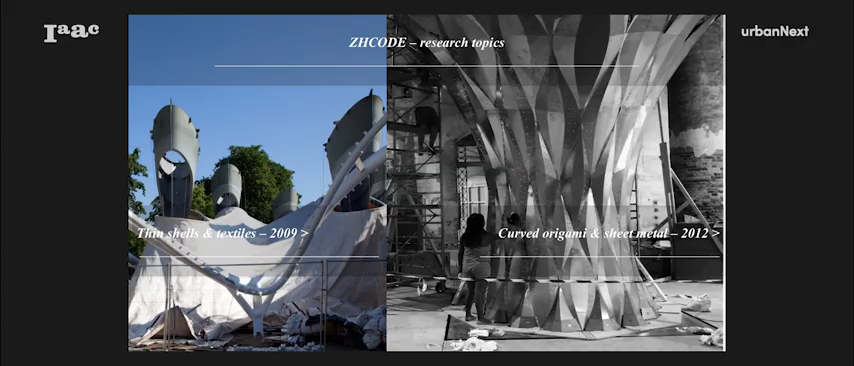 Iaac
urbanNext
ZHCODE – research topics
Thin shells & textiles – 2009 >
Curved origami & sheet metal – 2012 >